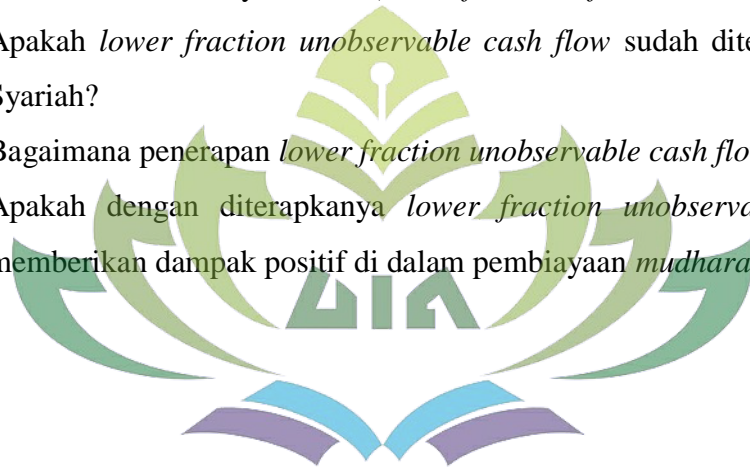 Apakah lower fraction unobservable cash flow sudah dite
Syariah?
Bagaimana penerapan lower fraction unobservable cash flo
Apakah dengan diterapkanya lower fraction unobserva
memberikan dampak positif di dalam pembiayaan mudhara
UIN